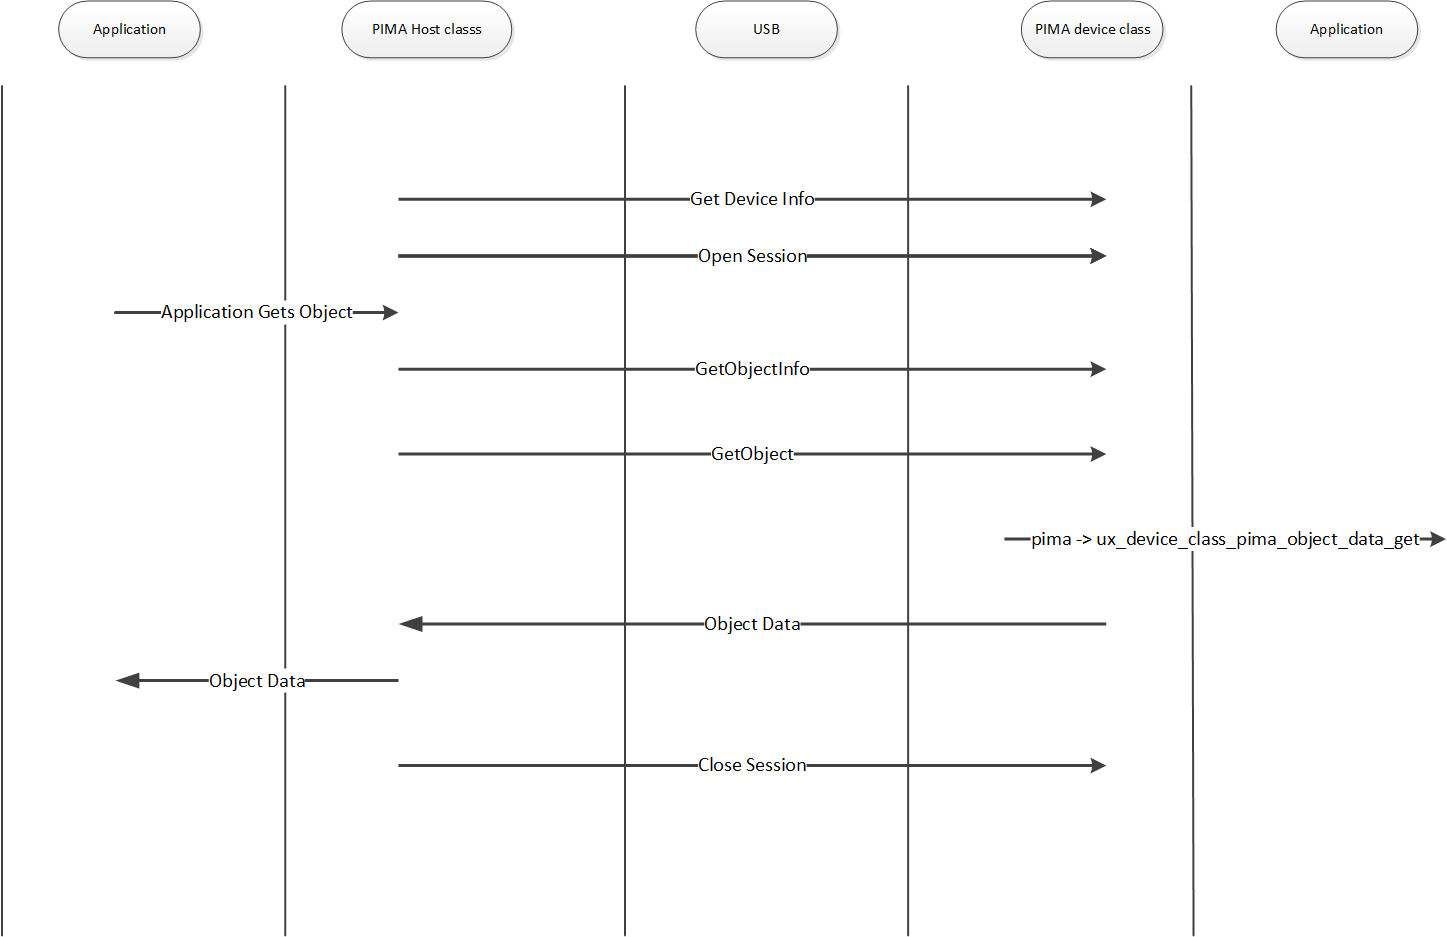 Application
PIMA Host classs
USB
PIMA device class
Application
Get Device Info
Open Session
Application Gets Object
GetObjectInfo
GetObject
pima -> ux_device_class_pima_object_data_get
Object Data
Object Data
Close Session